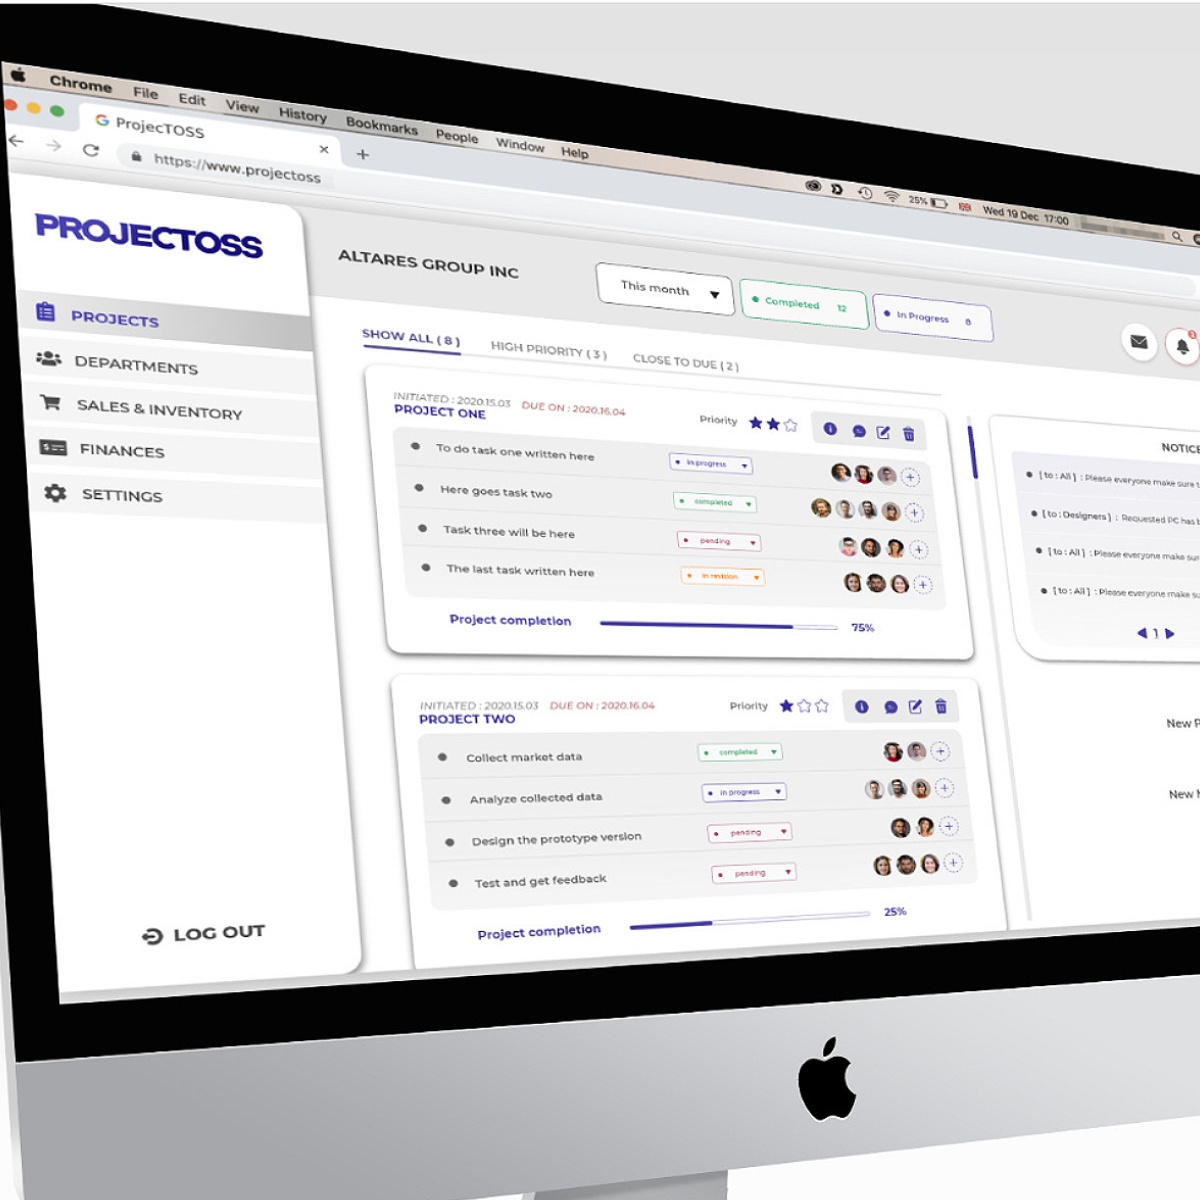 Chrome File Edit View History Bookmarks People Window Help
25% Wed 19 Dec 17:00
ProjecTOSS
https://www.projectoss
PROJECTOSS
PROJECTS
DEPARTMENTS
SALES & INVENTORY
FINANCES
SETTINGS
LOG OUT
ALTARES GROUP INC
This month
Completed 12
In Progress 8
3
SHOW ALL ( 8 )
HIGH PRIORITY ( 3 )
CLOSE TO DUE ( 2 )
INITIATED : 2020.15.03 DUE ON : 2020.16.04
PROJECT ONE
Priority
To do task one written here
In progress
Here goes task two
completed
Task three will be here
pending
The last task written here
in revision
Project completion 75%
INITIATED : 2020.15.03 DUE ON : 2020.16.04
PROJECT TWO
Priority
Collect market data
completed
Analyze collected data
in progress
Design the prototype version
pending
Test and get feedback
pending
Project completion 25%
NOTICE
[ to : All ] : Please everyone make sure t
[ to : Designers ] : Requested PC has b
[ to : All ] : Please everyone make sur
[ to : All ] : Please everyone make su
1
New P
New